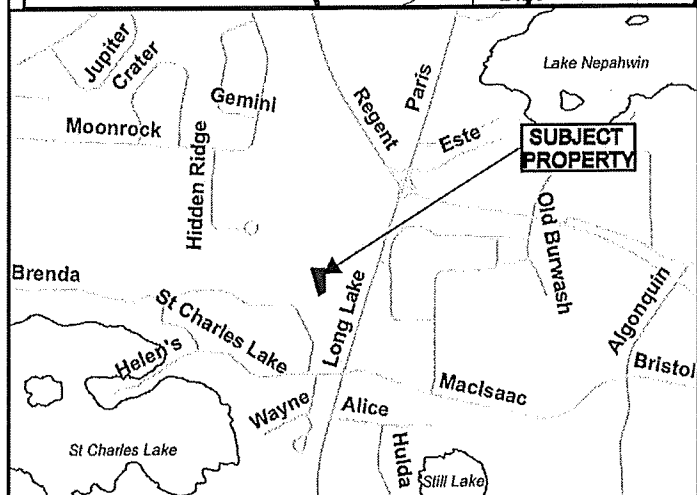 Jupiter
Crater
Gemini
Moonrock
Hidden Ridge
Regent
Paris
Este
Lake Nepahwin
SUBJECT
PROPERTY
Old Burwash
Algonquin
Bristol
Brenda
St Charles Lake
Long Lake
Helen's
MacIsaac
Wayne
Alice
Hulda
St Charles Lake
Still Lake